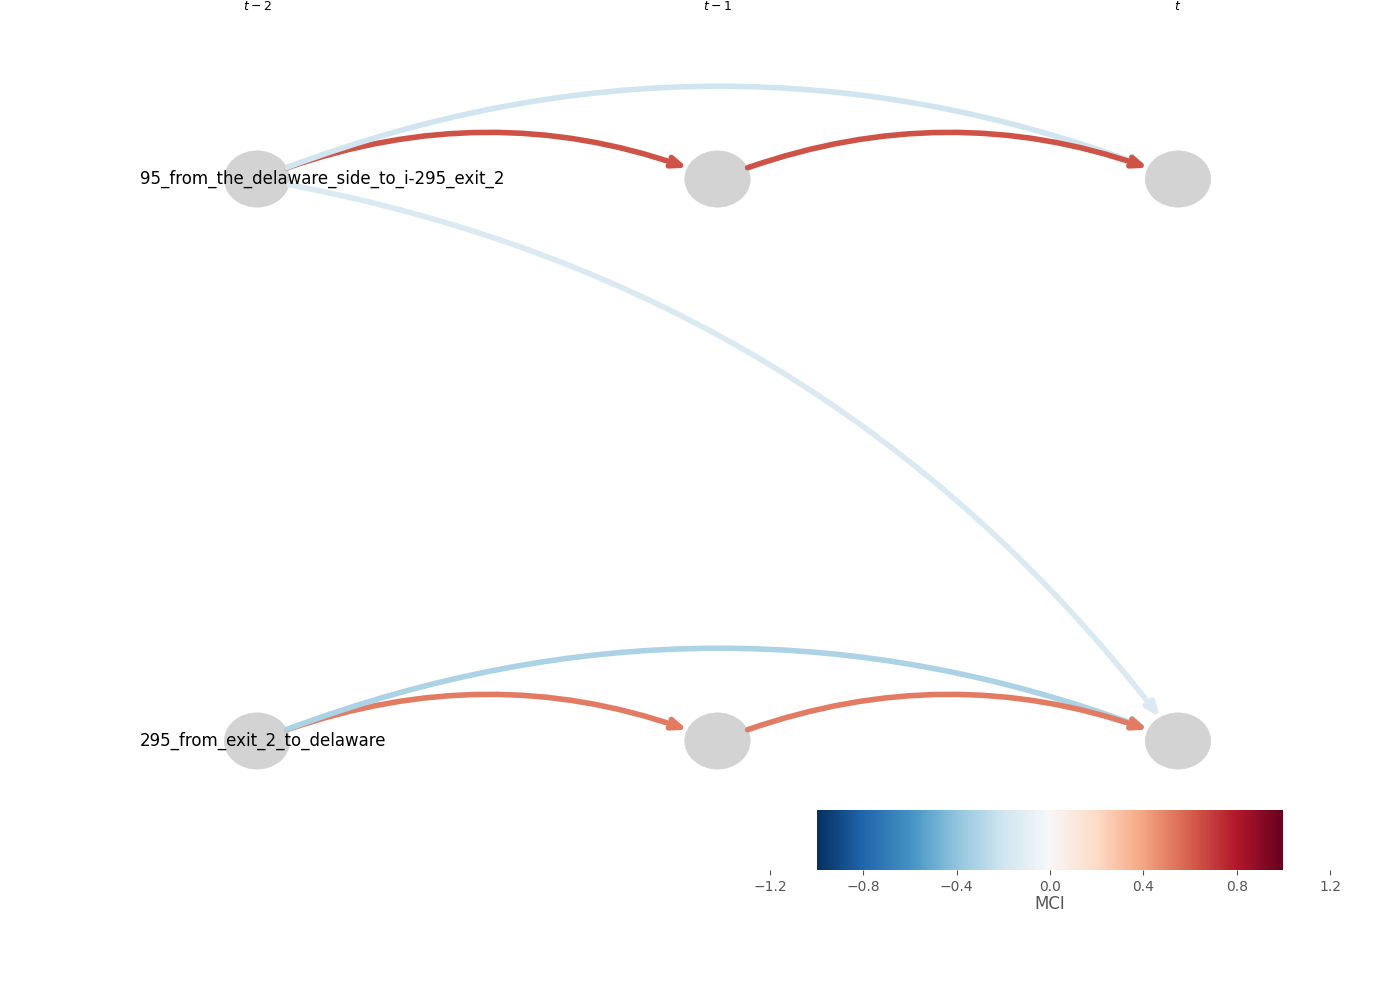 t − 2 t − 1 t
95_from_the_delaware_side_to_i-295_exit_2
295_from_exit_2_to_delaware
−1.2 −0.8 −0.4 0.0 0.4 0.8 1.2
MCI